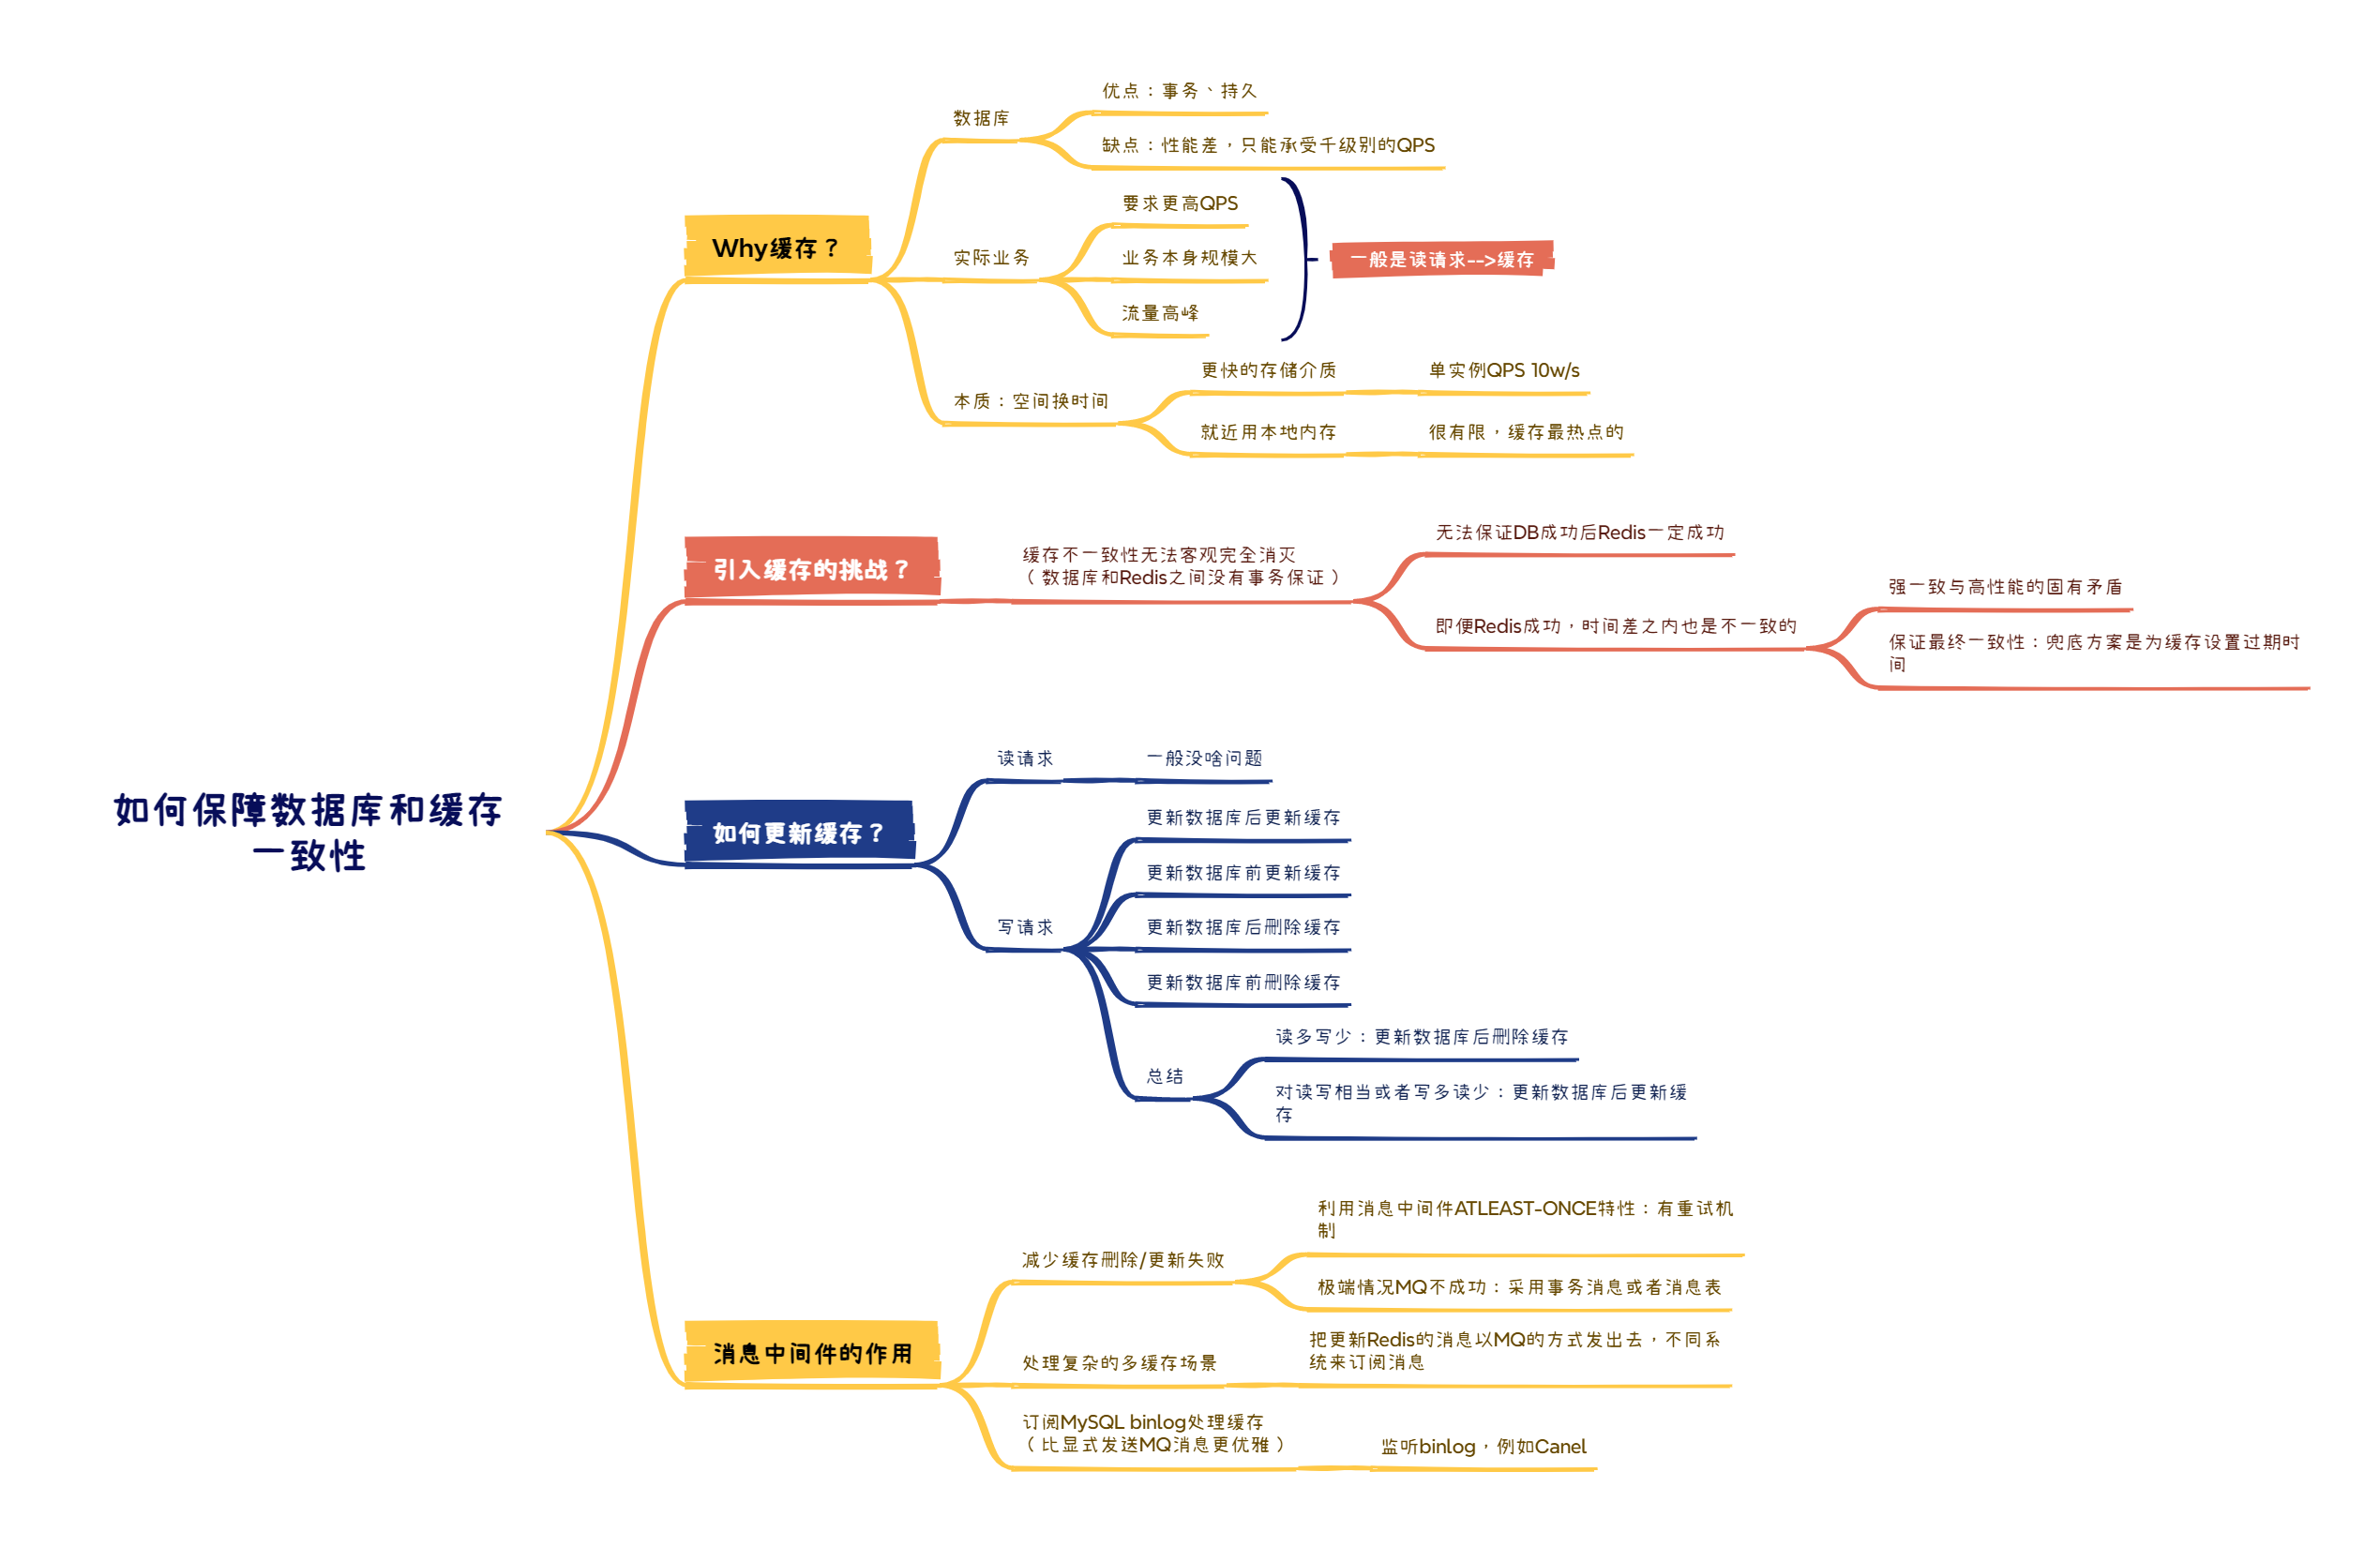 如何保障数据库和缓存
一致性
Why缓存？
数据库
优点：事务、持久
缺点：性能差，只能承受千级别的QPS
实际业务
要求更高QPS
业务本身规模大
流量高峰
一般是读请求-->缓存
本质：空间换时间
更快的存储介质
单实例QPS 10w/s
就近用本地内存
很有限，缓存最热点的
引入缓存的挑战？
缓存不一致性无法客观完全消灭
（数据库和Redis之间没有事务保证）
无法保证DB成功后Redis一定成功
即便Redis成功，时间差之内也是不一致的
强一致与高性能的固有矛盾
保证最终一致性：兜底方案是为缓存设置过期时
间
如何更新缓存？
读请求
一般没啥问题
写请求
更新数据库后更新缓存
更新数据库前更新缓存
更新数据库后删除缓存
更新数据库前删除缓存
总结
读多写少：更新数据库后删除缓存
对读写相当或者写多读少：更新数据库后更新缓
存
消息中间件的作用
减少缓存删除/更新失败
利用消息中间件ATLEAST-ONCE特性：有重试机
制
极端情况MQ不成功：采用事务消息或者消息表
处理复杂的多缓存场景
把更新Redis的消息以MQ的方式发出去，不同系
统来订阅消息
订阅MySQL binlog处理缓存
（比显式发送MQ消息更优雅）
监听binlog，例如Canel